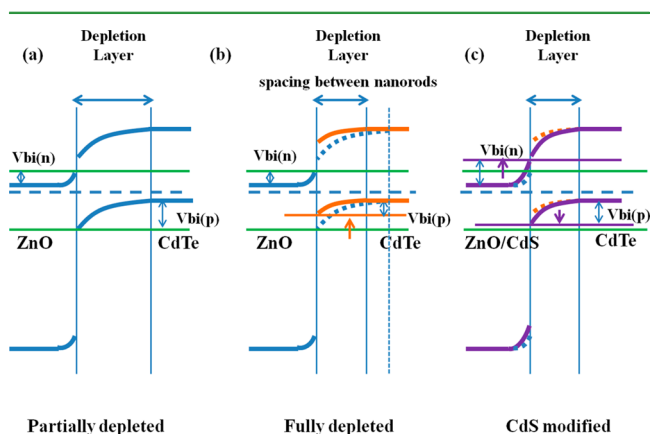 (a)
Depletion
Layer
Vbi(n)
Vbi(p)
ZnO
CdTe
Partially depleted
(b)
Depletion
Layer
spacing between nanorods
Vbi(n)
Vbi(p)
ZnO
CdTe
Fully depleted
(c)
Depletion
Layer
Vbi(n)
Vbi(p)
ZnO/CdS
CdTe
CdS modified